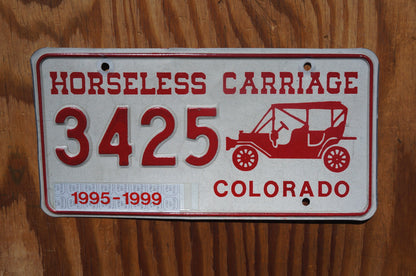 HORSELESS CARRIAGE
3425
COLORADO
1995-1999